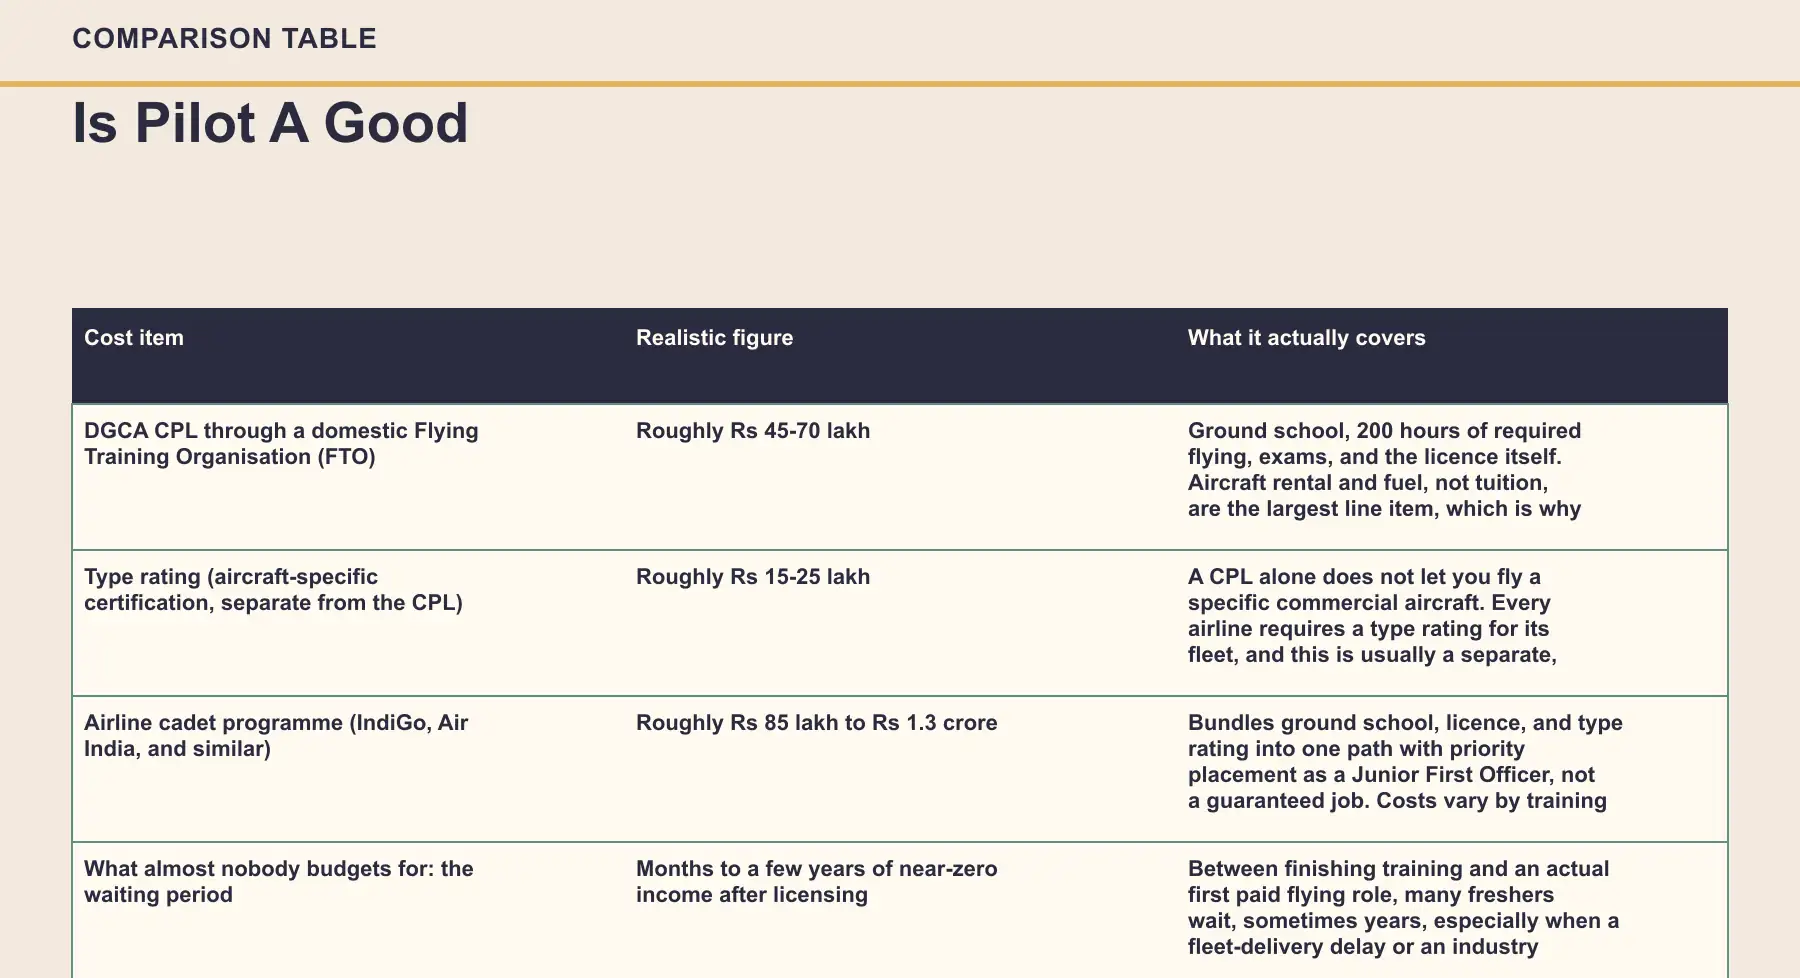 COMPARISON TABLE
Is Pilot A Good
Cost item
Realistic figure
What it actually covers
DGCA CPL through a domestic Flying
Training Organisation (FTO)
Roughly Rs 45-70 lakh
Ground school, 200 hours of required
flying, exams, and the licence itself.
Aircraft rental and fuel, not tuition,
are the largest line item, which is why
Type rating (aircraft-specific
certification, separate from the CPL)
Roughly Rs 15-25 lakh
A CPL alone does not let you fly a
specific commercial aircraft. Every
airline requires a type rating for its
fleet, and this is usually a separate,
Airline cadet programme (IndiGo, Air
India, and similar)
Roughly Rs 85 lakh to Rs 1.3 crore
Bundles ground school, licence, and type
rating into one path with priority
placement as a Junior First Officer, not
a guaranteed job. Costs vary by training
What almost nobody budgets for: the
waiting period
Months to a few years of near-zero
income after licensing
Between finishing training and an actual
first paid flying role, many freshers
wait, sometimes years, especially when a
fleet-delivery delay or an industry